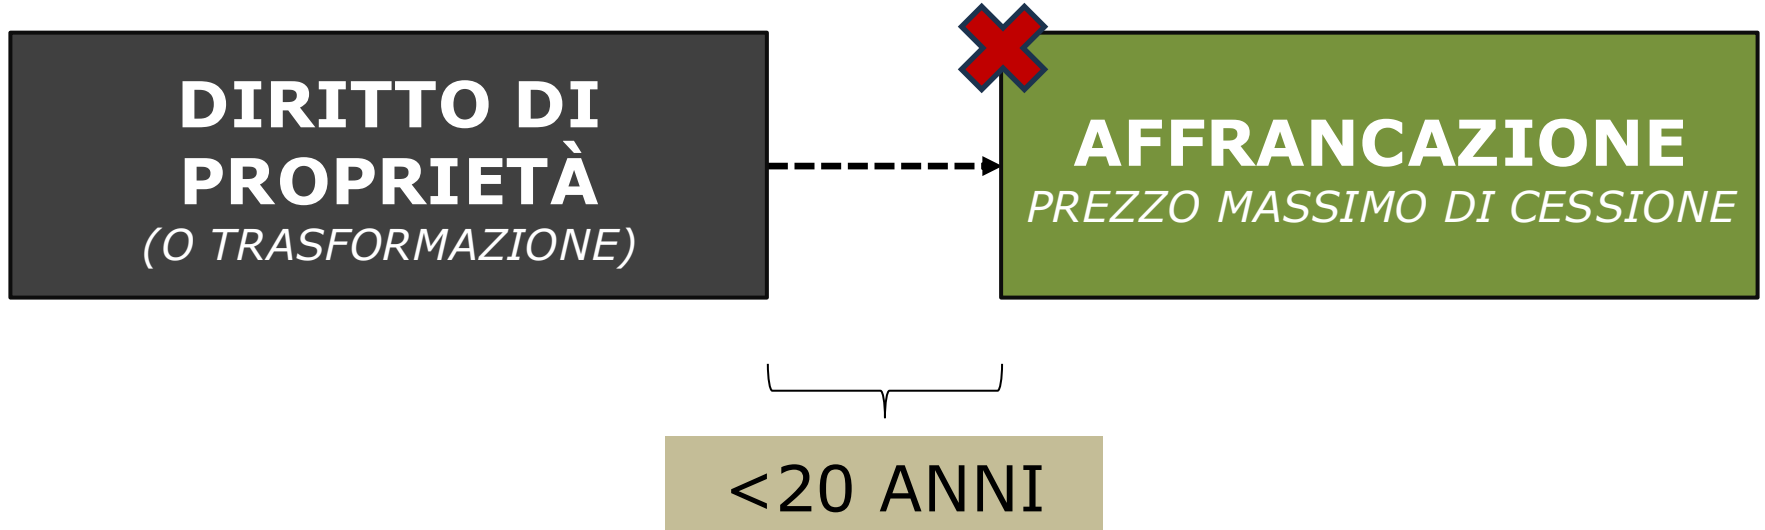 DIRITTO DI
PROPRIETÀ
(O TRASFORMAZIONE)
AFFRANCAZIONE
PREZZO MASSIMO DI CESSIONE
<20 ANNI